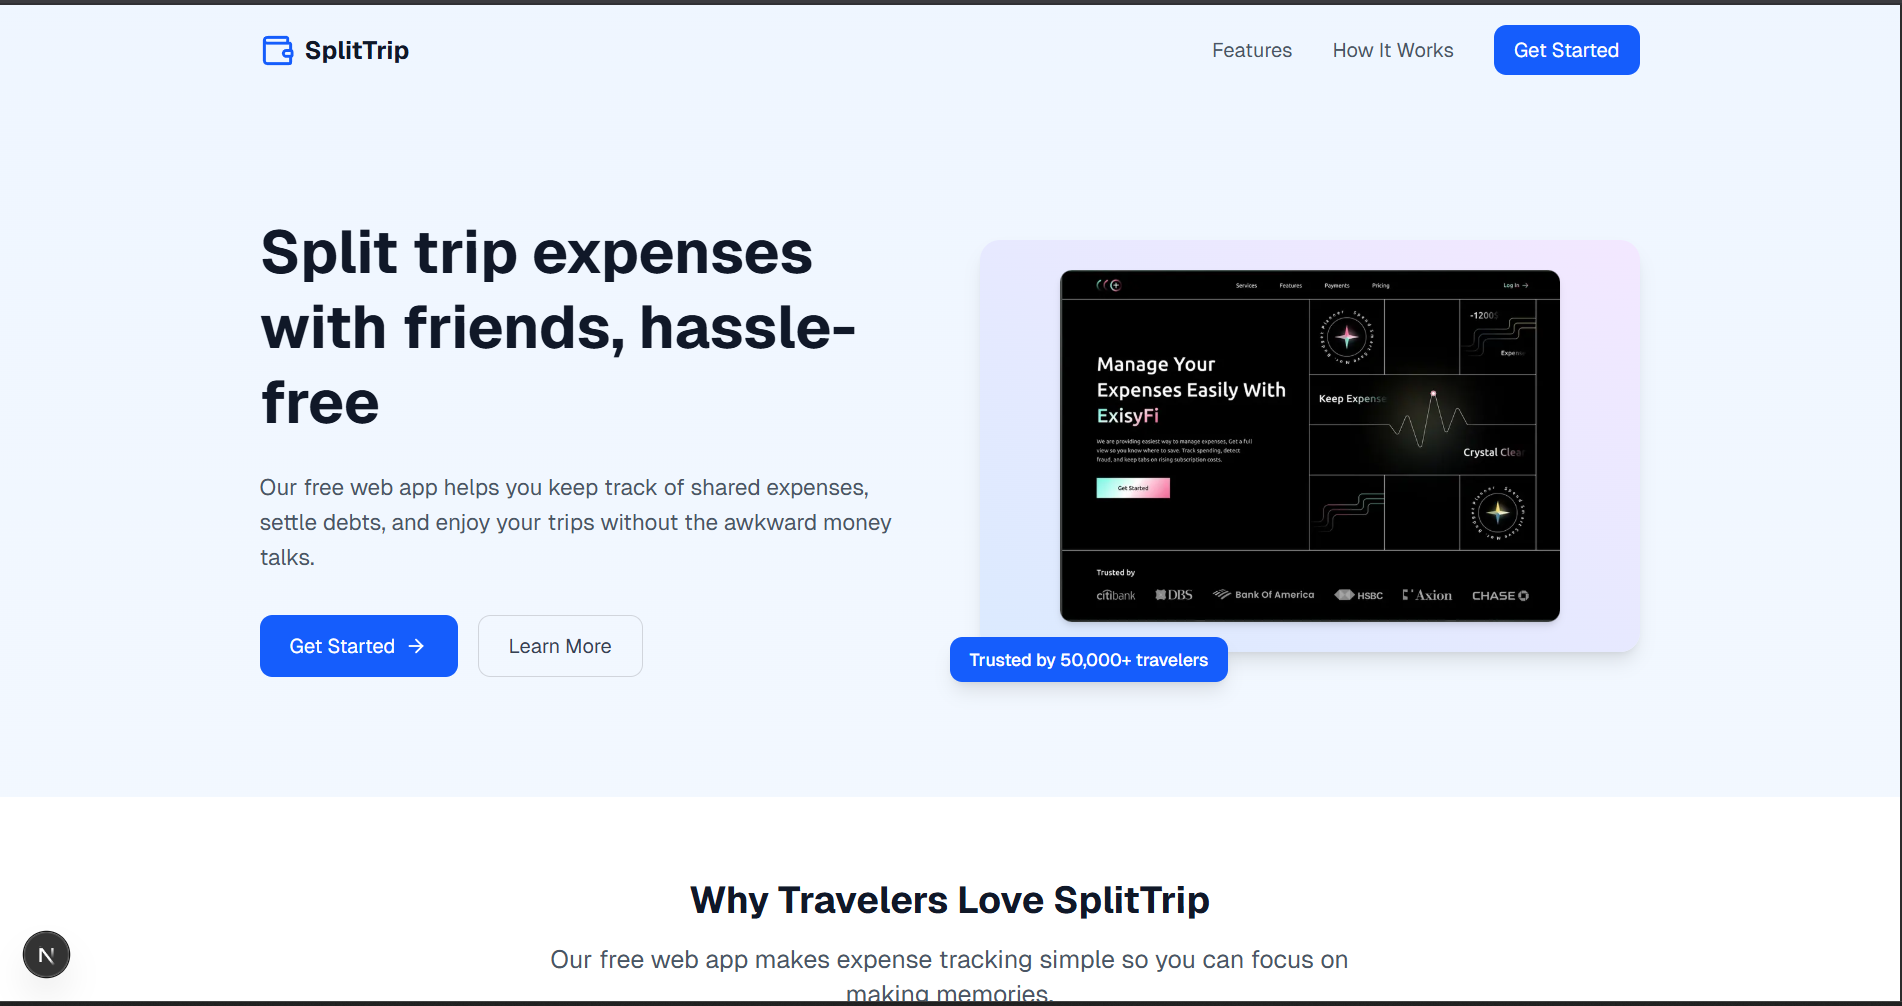 SplitTrip
Features
How It Works
Get Started
Split trip expenses
with friends, hassle-
free
Our free web app helps you keep track of shared expenses,
settle debts, and enjoy your trips without the awkward money
talks.
Get Started →
Learn More
Services
Features
Payments
Pricing
Log In →
Manage Your
Expenses Easily With
ExisyFi
We are providing easiest way to manage expenses, Get a full
view so you know where to save. Track spending, detect
fraud, and keep tabs on rising subscription costs.
Get Started
-1200$
Keep Expense
Crystal Clea
Trusted by
citibank
DBS
Bank Of America
HSBC
Axion
CHASE
Trusted by 50,000+ travelers
Why Travelers Love SplitTrip
Our free web app makes expense tracking simple so you can focus on
making memories.
N